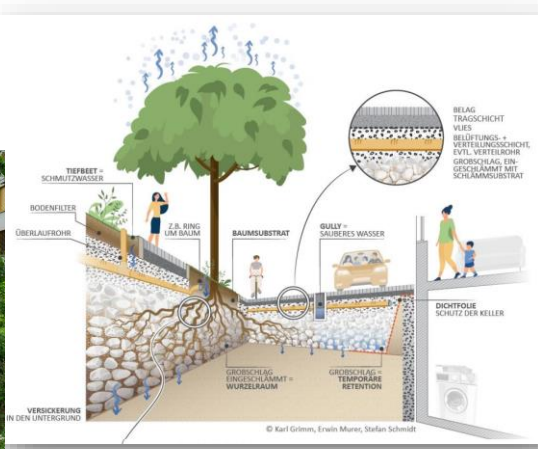 BELAG
TRAGSCHICHT
VLIES
BELÜFTUNGS- +
VERTEILUNGSSCHICHT,
EVTL. VERTEILROHR
GROBSCHLAG, EIN-
GESCHLÄMMT MIT
SCHLÄMMSUBSTRAT
TIEFBEET =
SCHMUTZWASSER
BODENFILTER
ÜBERLAUFROHR
Z.B. RING
UM BAUM
BAUMSUBSTRAT
GULLY =
SAUBERES WASSER
DICHTFOLIE
SCHUTZ DER KELLER
GROBSCHLAG
EINGESCHLÄMMT =
WURZELRAUM
GROBSCHLAG =
TEMPORÄRE
RETENTION
VERSICKERUNG
IN DEN UNTERGRUND
© Karl Grimm, Erwin Murer, Stefan Schmidt